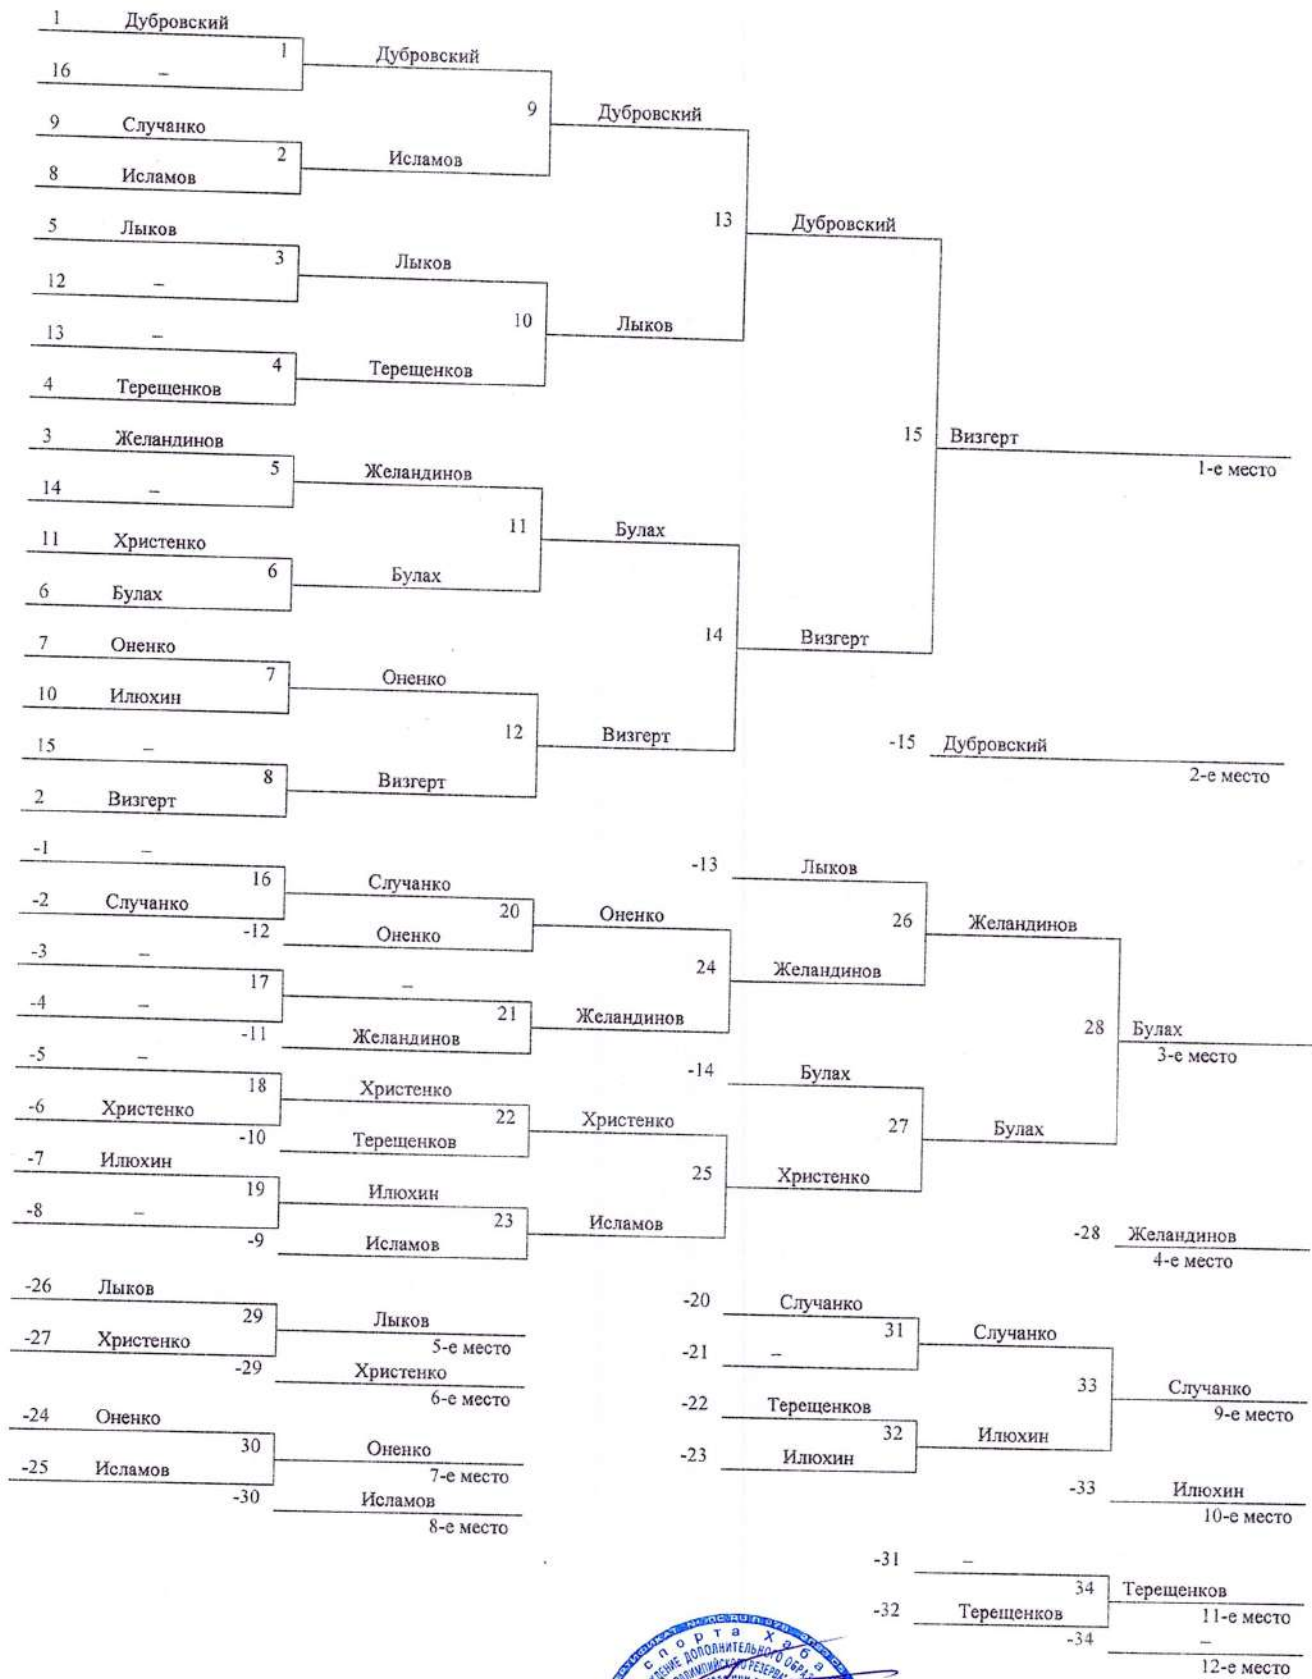 1 Дубровский
1 Дубровский
16 –
9 Дубровский
9 Случанко
2 Исламов
8 Исламов
13 Дубровский
5 Лыков
3 Лыков
12 –
10 Лыков
13 –
4 Терещенков
4 Терещенков
15 Визгерт
1-е место
3 Желандинов
5 Желандинов
14 –
11 Булах
11 Христенко
6 Булах
6 Булах
14 Визгерт
7 Оненко
7 Оненко
10 Илюхин
12 Визгерт
15 –
-15 Дубровский
2-е место
8 Визгерт
2 Визгерт
-1 –
-13 Лыков
16 Случанко
-2 Случанко
20 Оненко
26 Желандинов
-12 Оненко
-3 –
24 Желандинов
17 –
-4 –
21 Желандинов
-11 Желандинов
28 Булах
3-е место
-5 –
-14 Булах
18 Христенко
-6 Христенко
22 Христенко
27 Булах
-10 Терещенков
-7 Илюхин
25 Христенко
19 Илюхин
-8 –
23 Исламов
-9 Исламов
-28 Желандинов
4-е место
-26 Лыков
-20 Случанко
29 Лыков
31 Случанко
-27 Христенко
5-е место
-21 –
-29 Христенко
6-е место
33 Случанко
9-е место
-22 Терещенков
-24 Оненко
32 Илюхин
30 Оненко
7-е место
-23 Илюхин
-25 Исламов
-30 Исламов
8-е место
-33 Илюхин
10-е место
-31 –
34 Терещенков
11-е место
-32 Терещенков
-34 –
12-е место